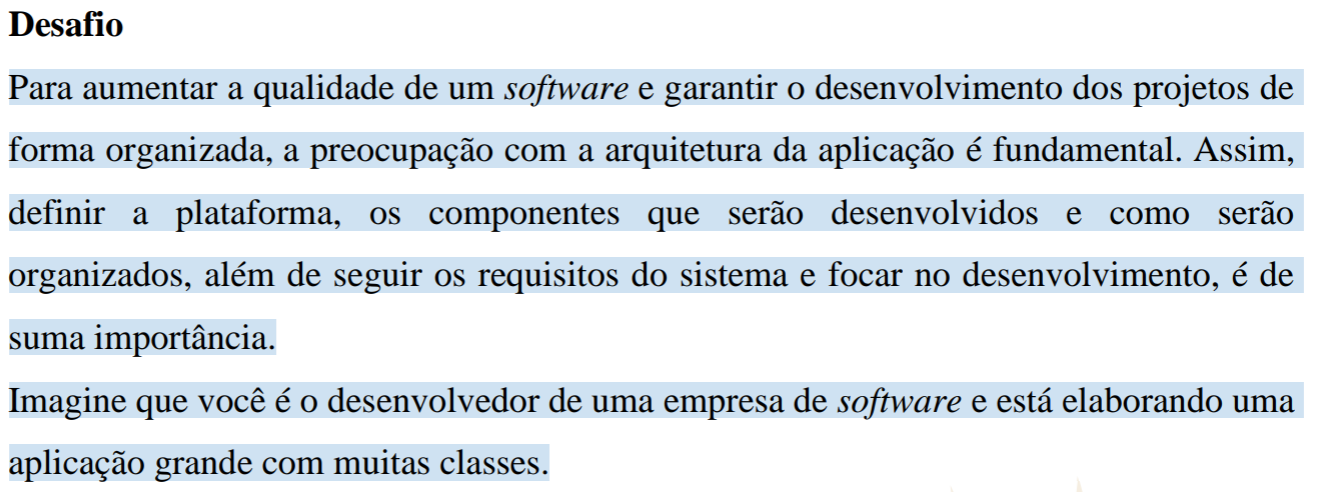 Desafio
Para aumentar a qualidade de um software e garantir o desenvolvimento dos projetos de
forma organizada, a preocupação com a arquitetura da aplicação é fundamental. Assim,
definir a plataforma, os componentes que serão desenvolvidos e como serão
organizados, além de seguir os requisitos do sistema e focar no desenvolvimento, é de
suma importância.
Imagine que você é o desenvolvedor de uma empresa de software e está elaborando uma
aplicação grande com muitas classes.